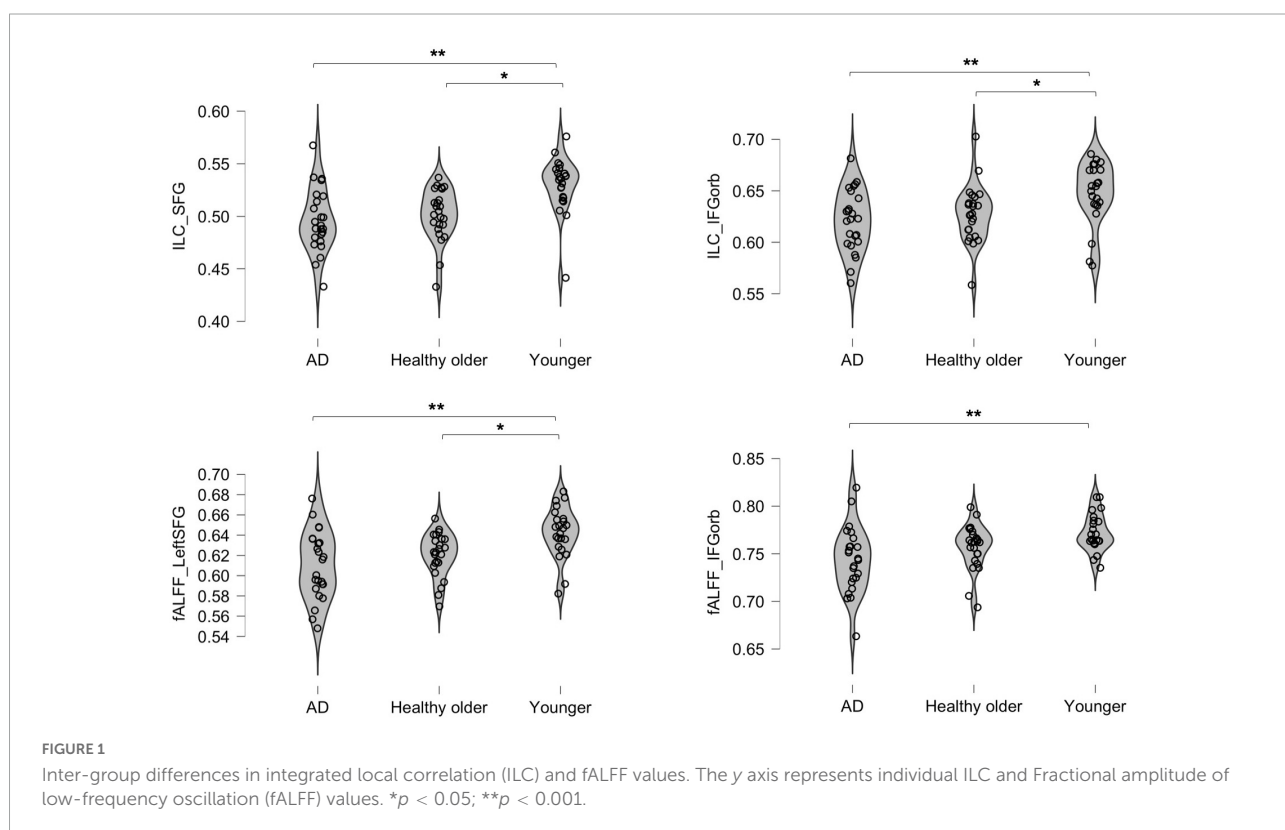 **
*
0.60
0.55
0.50
0.45
0.40
ILC_SFG
AD
Healthy older
Younger
**
*
0.70
0.65
0.60
0.55
ILC_IFGorb
AD
Healthy older
Younger
**
*
0.70
0.68
0.66
0.64
0.62
0.60
0.58
0.56
0.54
fALFF_LeftSFG
AD
Healthy older
Younger
**
0.85
0.80
0.75
0.70
0.65
fALFF_IFGorb
AD
Healthy older
Younger
FIGURE 1
Inter-group differences in integrated local correlation (ILC) and fALFF values. The y axis represents individual ILC and Fractional amplitude of
low-frequency oscillation (fALFF) values. *p < 0.05; **p < 0.001.